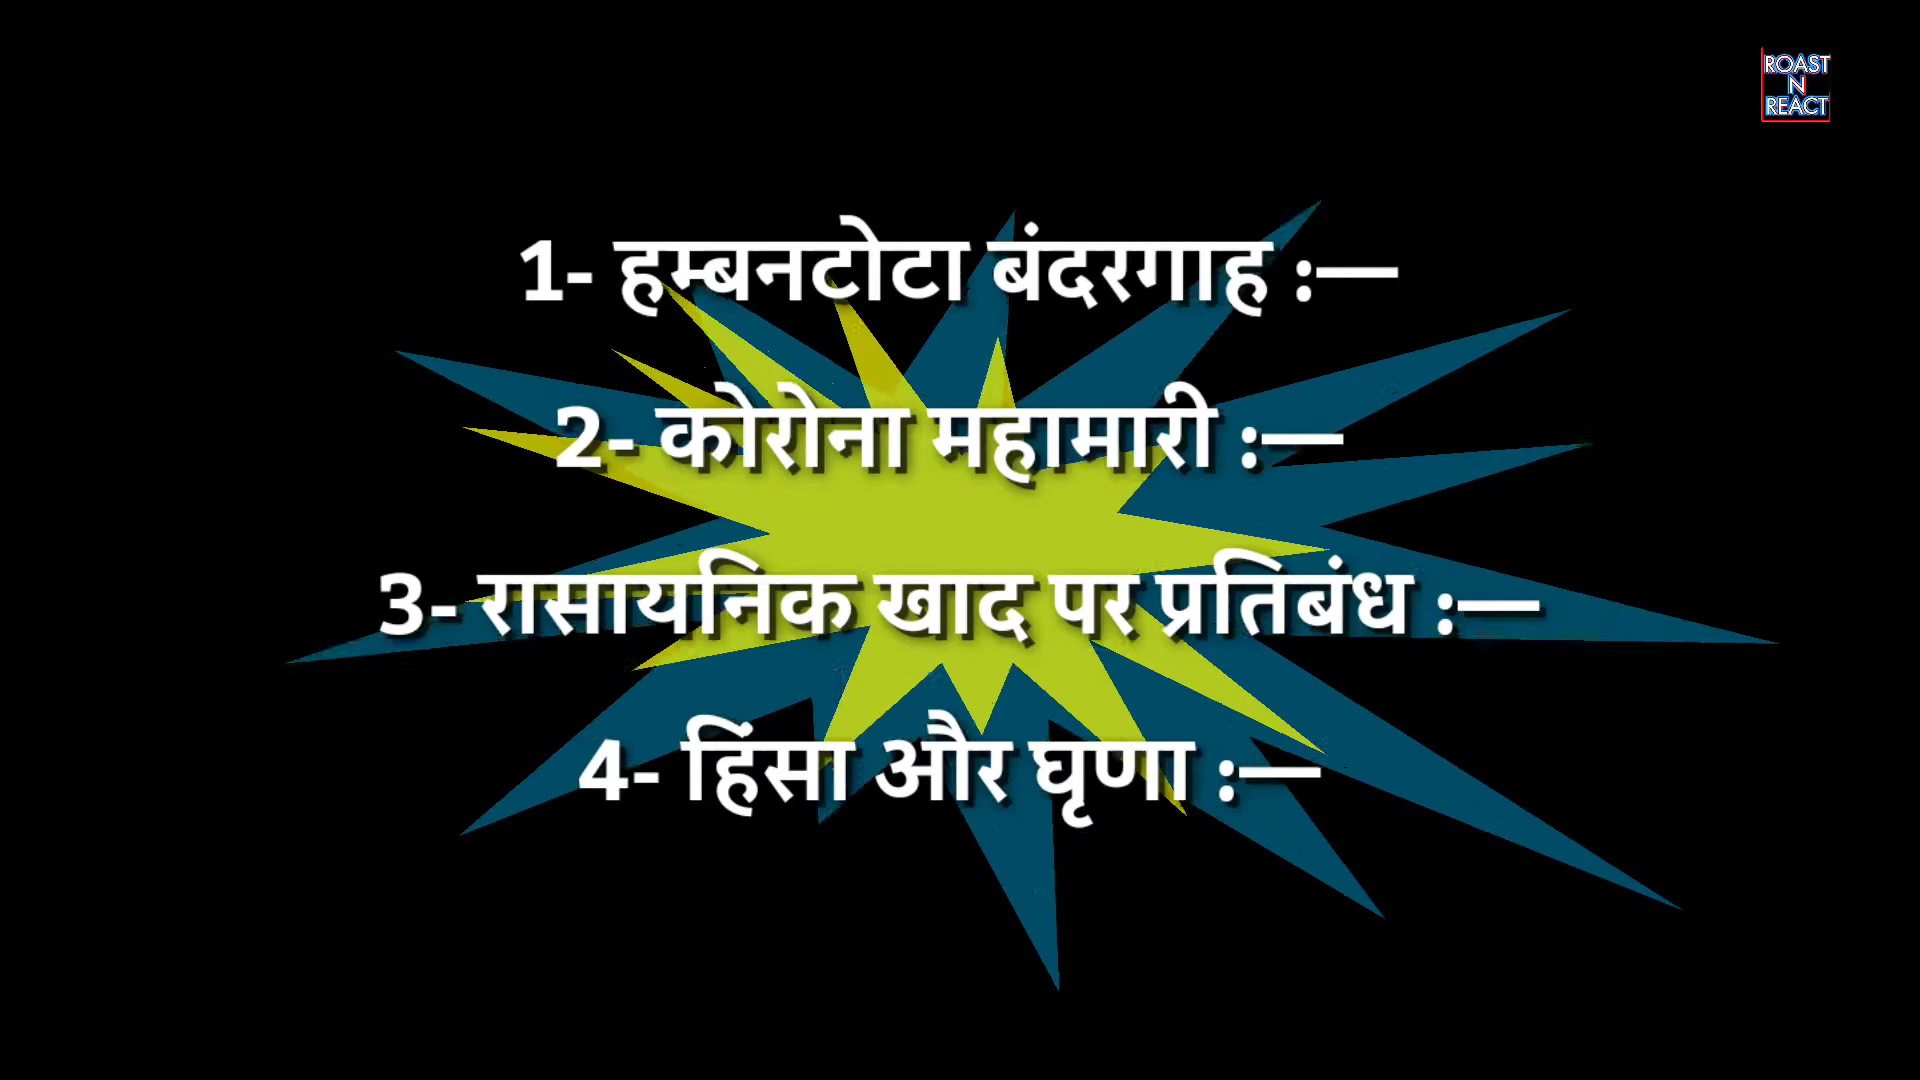 ROAST
N
REACT
1- हम्बनटोटा बंदरगाह :—
2- कोरोना महामारी :—
3- रासायनिक खाद पर प्रतिबंध :—
4- हिंसा और घृणा :—